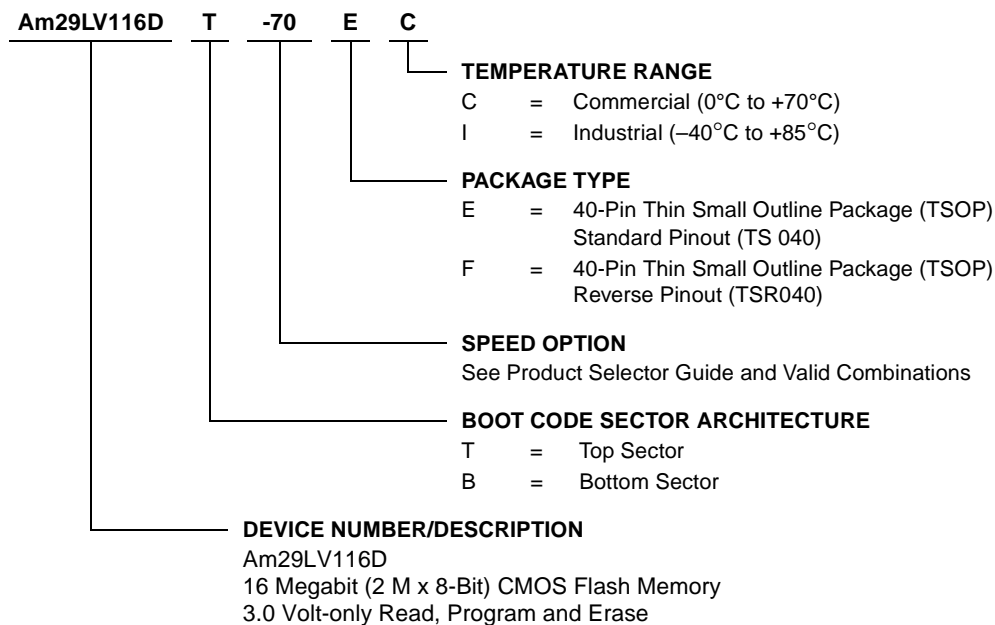 Am29LV116D T -70 E C
TEMPERATURE RANGE
C = Commercial (0°C to +70°C)
I = Industrial (–40°C to +85°C)
PACKAGE TYPE
E = 40-Pin Thin Small Outline Package (TSOP)
Standard Pinout (TS 040)
F = 40-Pin Thin Small Outline Package (TSOP)
Reverse Pinout (TSR040)
SPEED OPTION
See Product Selector Guide and Valid Combinations
BOOT CODE SECTOR ARCHITECTURE
T = Top Sector
B = Bottom Sector
DEVICE NUMBER/DESCRIPTION
Am29LV116D
16 Megabit (2 M x 8-Bit) CMOS Flash Memory
3.0 Volt-only Read, Program and Erase